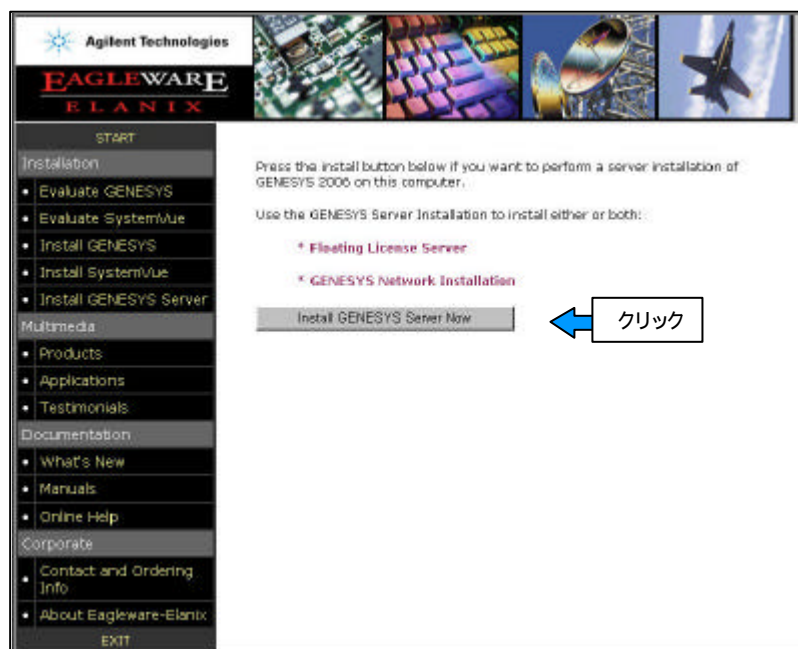 Agilent Technologies
EAGLEWARE
ELANIX
START
Installation
• Evaluate GENESYS
• Evaluate SystemVue
• Install GENESYS
• Install SystemVue
• Install GENESYS Server
Multimedia
• Products
• Applications
• Testimonials
Documentation
• What's New
• Manuals
• Online Help
Corporate
• Contact and Ordering
Info
• About Eagleware-Elanix
EXIT
Press the install button below if you want to perform a server installation of
GENESYS 2006 on this computer.
Use the GENESYS Server Installation to install either or both:
* Floating License Server
* GENESYS Network Installation
Install GENESYS Server Now
クリック